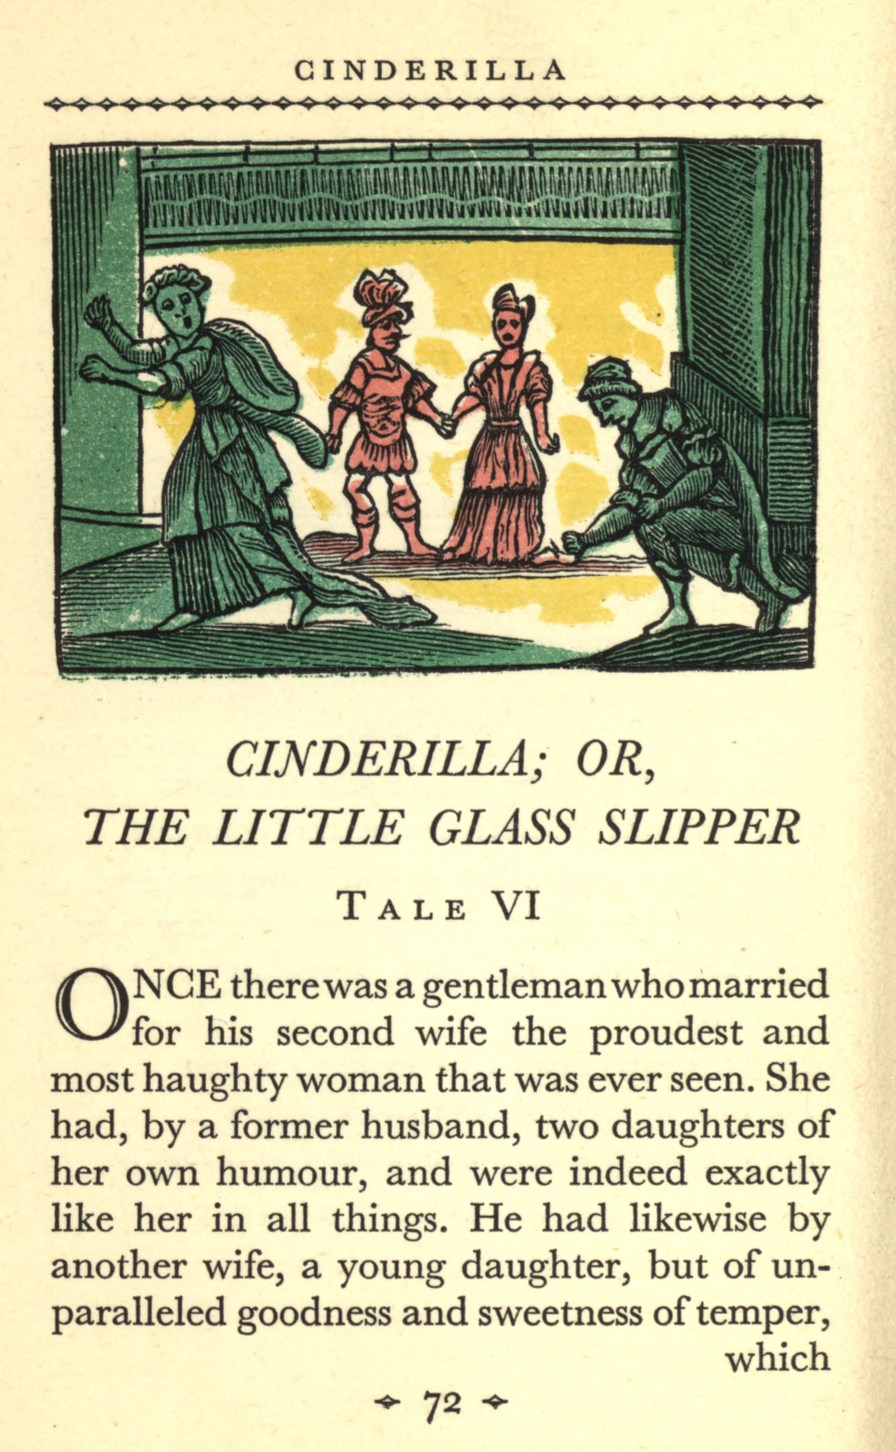 CINDERILLA
CINDERILLA; OR,
THE LITTLE GLASS SLIPPER
TALE VI
ONCE there was a gentleman who married
for his second wife the proudest and
most haughty woman that was ever seen. She
had, by a former husband, two daughters of
her own humour, and were indeed exactly
like her in all things. He had likewise by
another wife, a young daughter, but of un-
paralleled goodness and sweetness of temper,
which
72